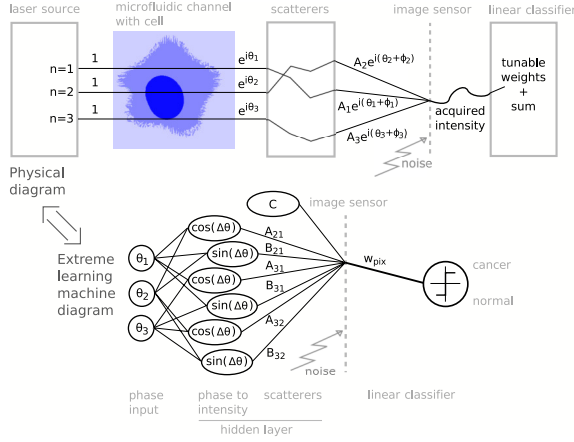 laser source
microfluidic channel
with cell
scatterers
image sensor
linear classifier
n=1
n=2
n=3
1
1
1
e^{iθ₁}
e^{iθ₂}
e^{iθ₃}
A₂e^{i(θ₂+ϕ₂)}
A₁e^{i(θ₁+ϕ₁)}
A₃e^{i(θ₃+ϕ₃)}
noise
acquired
intensity
tunable
weights
+
sum
Physical
diagram
Extreme
learning
machine
diagram
image sensor
C
θ₁
θ₂
θ₃
cos(Δθ)
sin(Δθ)
cos(Δθ)
sin(Δθ)
cos(Δθ)
sin(Δθ)
A₂₁
B₂₁
A₃₁
B₃₁
A₃₂
B₃₂
w_{pix}
cancer
normal
noise
phase
input
phase to
intensity
scatterers
linear classifier
hidden layer